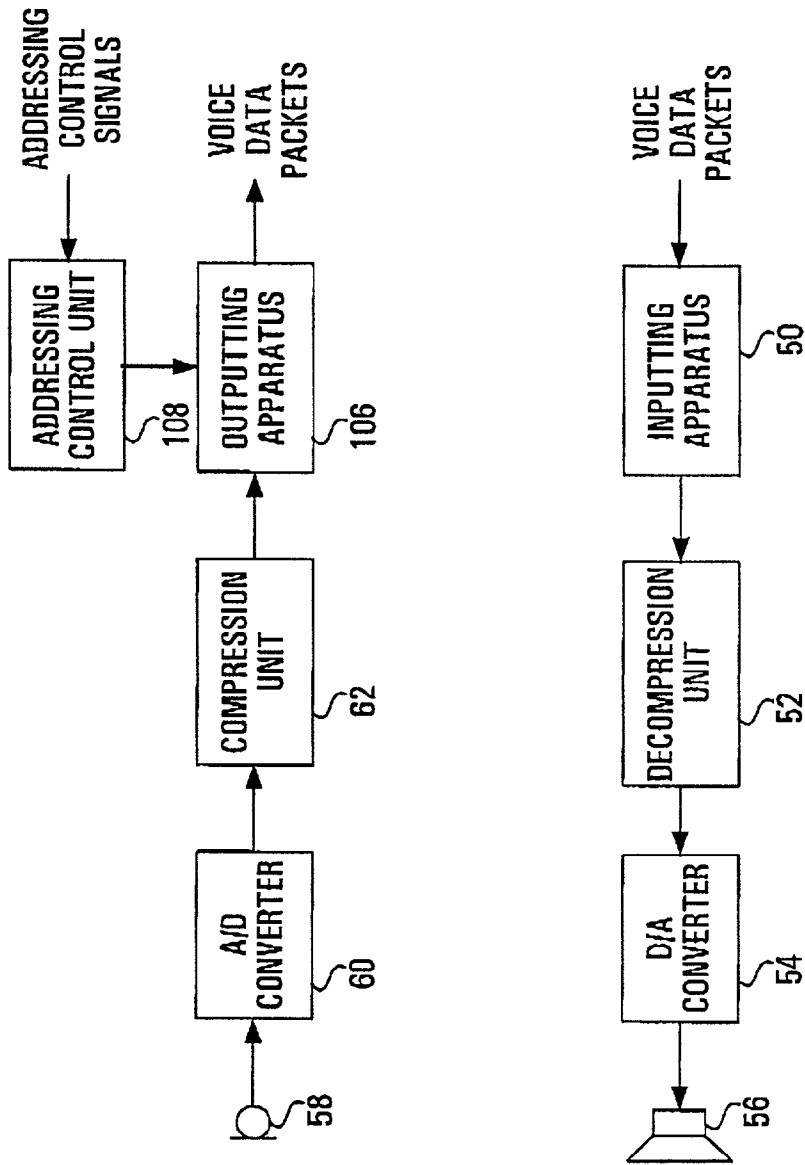 ADDRESSING
CONTROL
SIGNALS
ADDRESSING
CONTROL UNIT
108
VOICE
DATA
PACKETS
OUTPUTTING
APPARATUS
106
COMPRESSION
UNIT
62
A/D
CONVERTER
60
58
VOICE
DATA
PACKETS
INPUTTING
APPARATUS
50
DECOMPRESSION
UNIT
52
D/A
CONVERTER
54
56